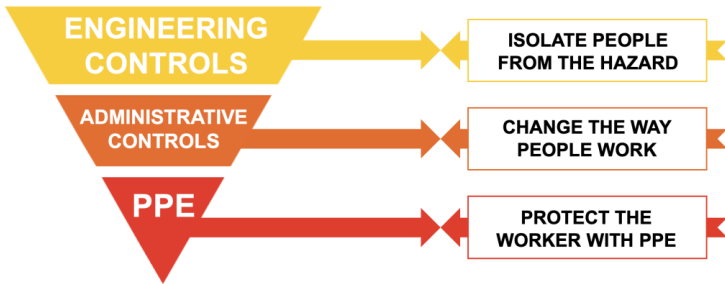 ENGINEERING
CONTROLS
ISOLATE PEOPLE
FROM THE HAZARD
ADMINISTRATIVE
CONTROLS
CHANGE THE WAY
PEOPLE WORK
PPE
PROTECT THE
WORKER WITH PPE